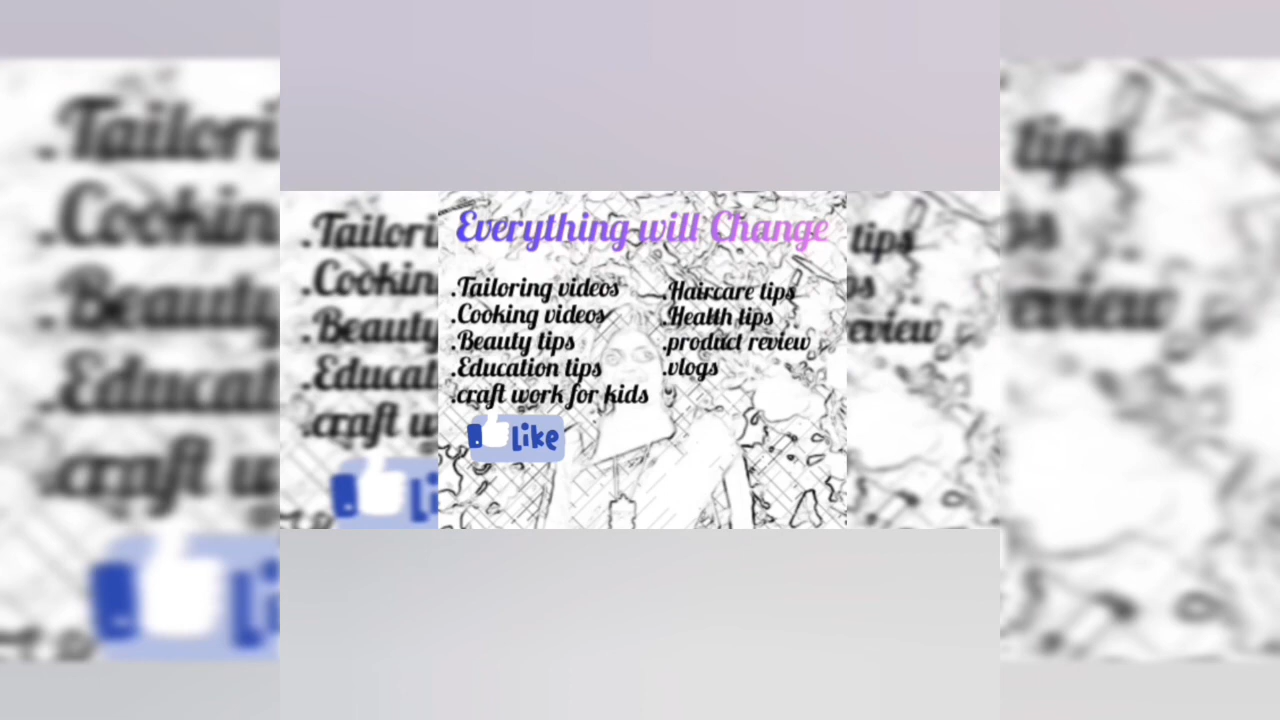 Everything will Change
.Tailoring videos
.Cooking videos
.Beauty tips
.Education tips
.craft work for kids
.Haircare tips
.Health tips
.product review
.vlogs
like